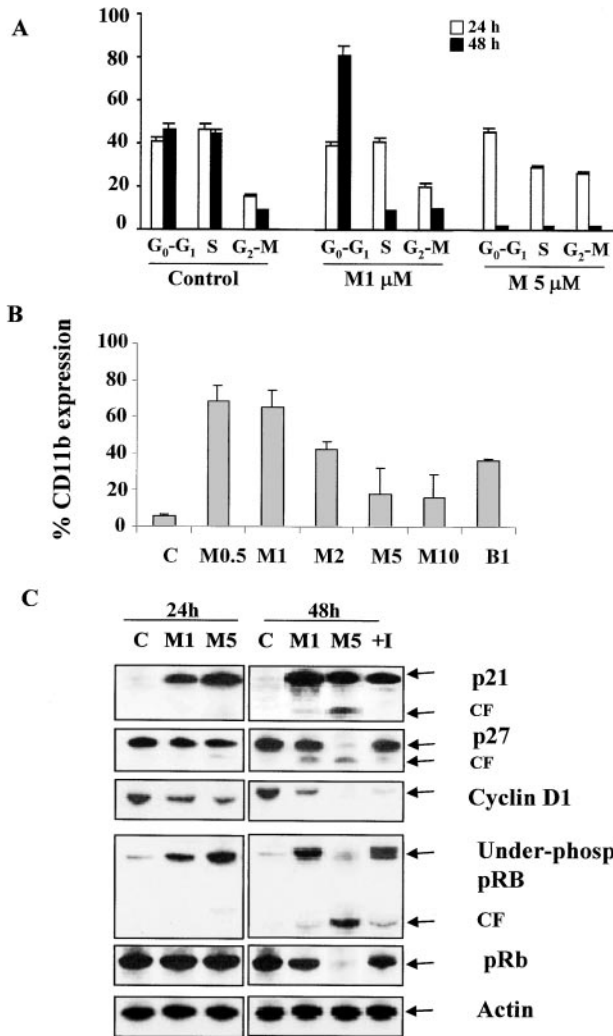 A
100
80
60
40
20
0
24 h
48 h
G0-G1 S G2-M
G0-G1 S G2-M
G0-G1 S G2-M
Control
M1 μM
M 5 μM
B
% CD11b expression
100
80
60
40
20
0
C M0.5 M1 M2 M5 M10 B1
C
24h 48h
C M1 M5 C M1 M5 +I
p21
CF
p27
CF
Cyclin D1
Under-phosp
pRB
CF
pRb
Actin